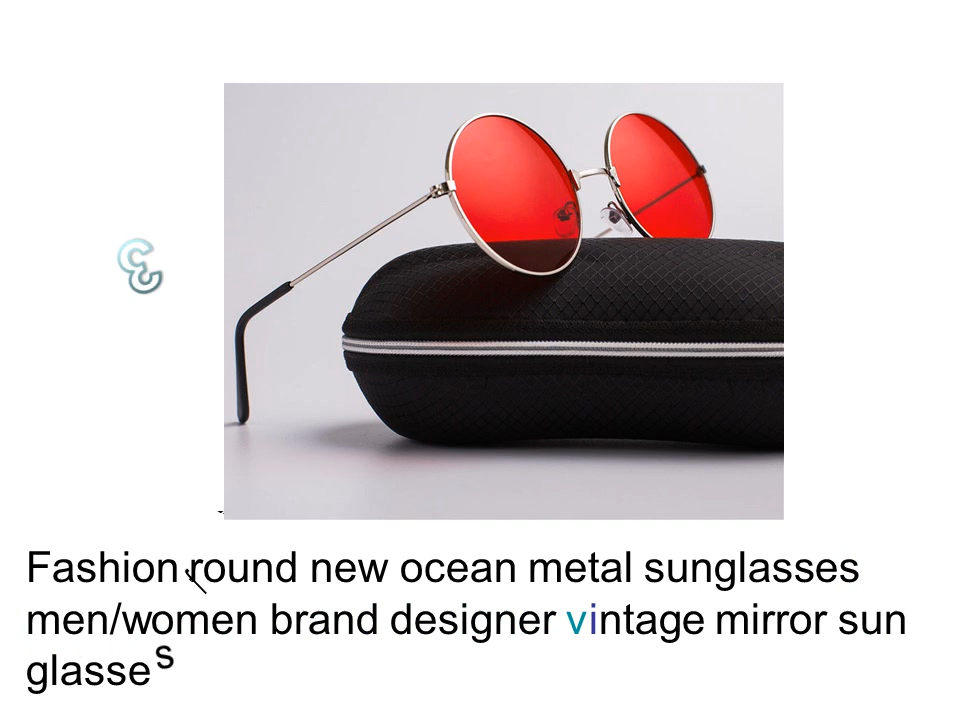 Fashion round new ocean metal sunglasses
men/women brand designer vintage mirror sun
glasses